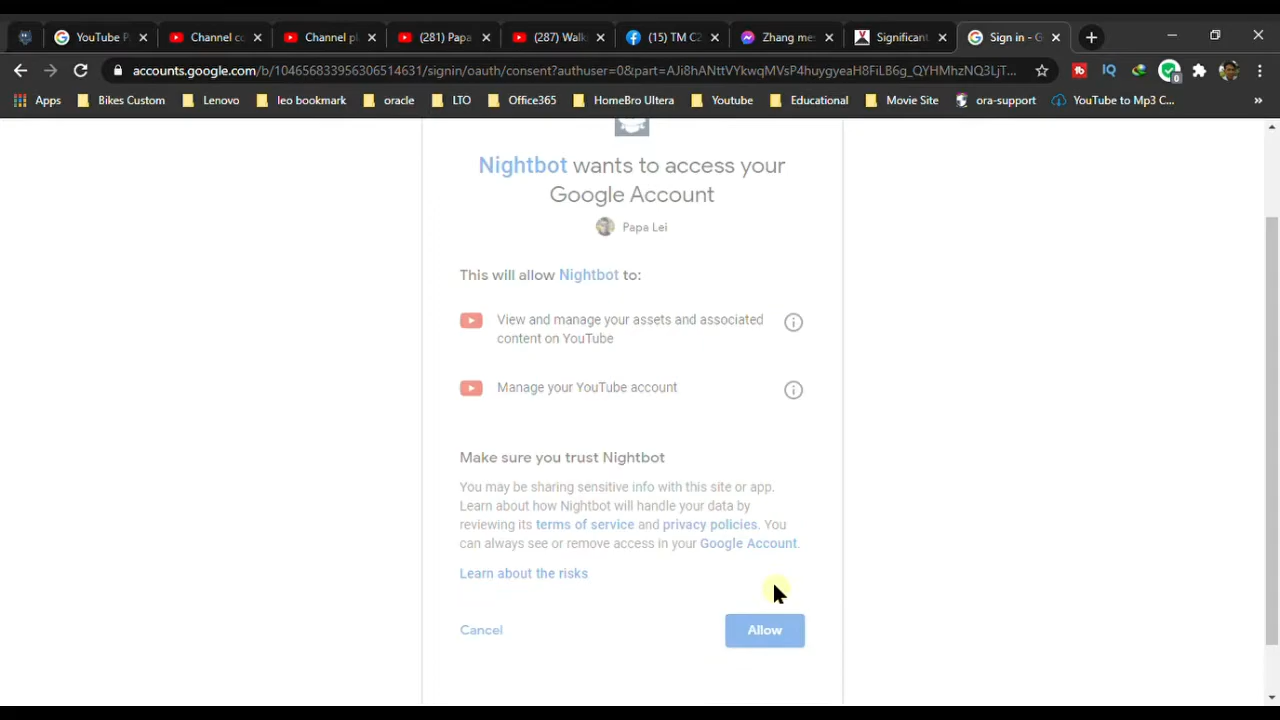 YouTube P
Channel co
Channel pl
(281) Papa
(287) Walk
(15) TM C2
Zhang me
Significant
Sign in - G
accounts.google.com/b/104656833956306514631/signin/oauth/consent?authuser=0&part=AJi8hANttVYkwqMVsP4huygyeaH8FiLB6g_QYHMhzNQ3LjT...
IQ
0
Apps
Bikes Custom
Lenovo
leo bookmark
oracle
LTO
Office365
HomeBro Ultera
Youtube
Educational
Movie Site
ora-support
YouTube to Mp3 C...
»
Nightbot wants to access your
Google Account
Papa Lei
This will allow Nightbot to:
View and manage your assets and associated
content on YouTube
Manage your YouTube account
Make sure you trust Nightbot
You may be sharing sensitive info with this site or app.
Learn about how Nightbot will handle your data by
reviewing its terms of service and privacy policies. You
can always see or remove access in your Google Account.
Learn about the risks
Cancel
Allow